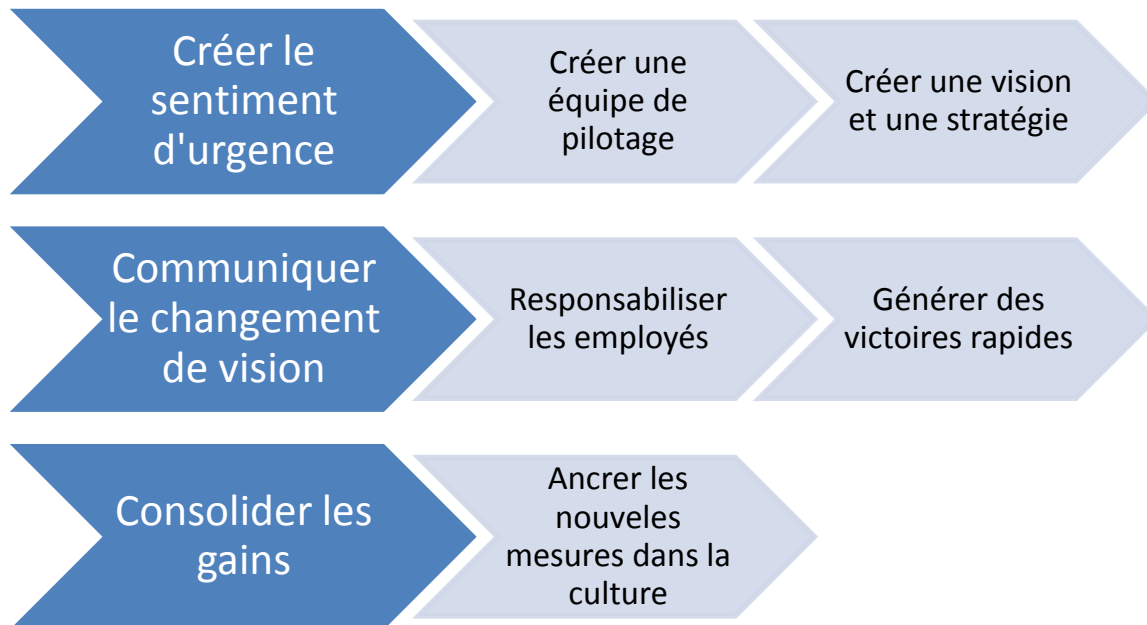 Créer le
sentiment
d'urgence
Créer une
équipe de
pilotage
Créer une vision
et une stratégie
Communiquer
le changement
de vision
Responsabiliser
les employés
Générer des
victoires rapides
Consolider les
gains
Ancrer les
nouveles
mesures dans la
culture